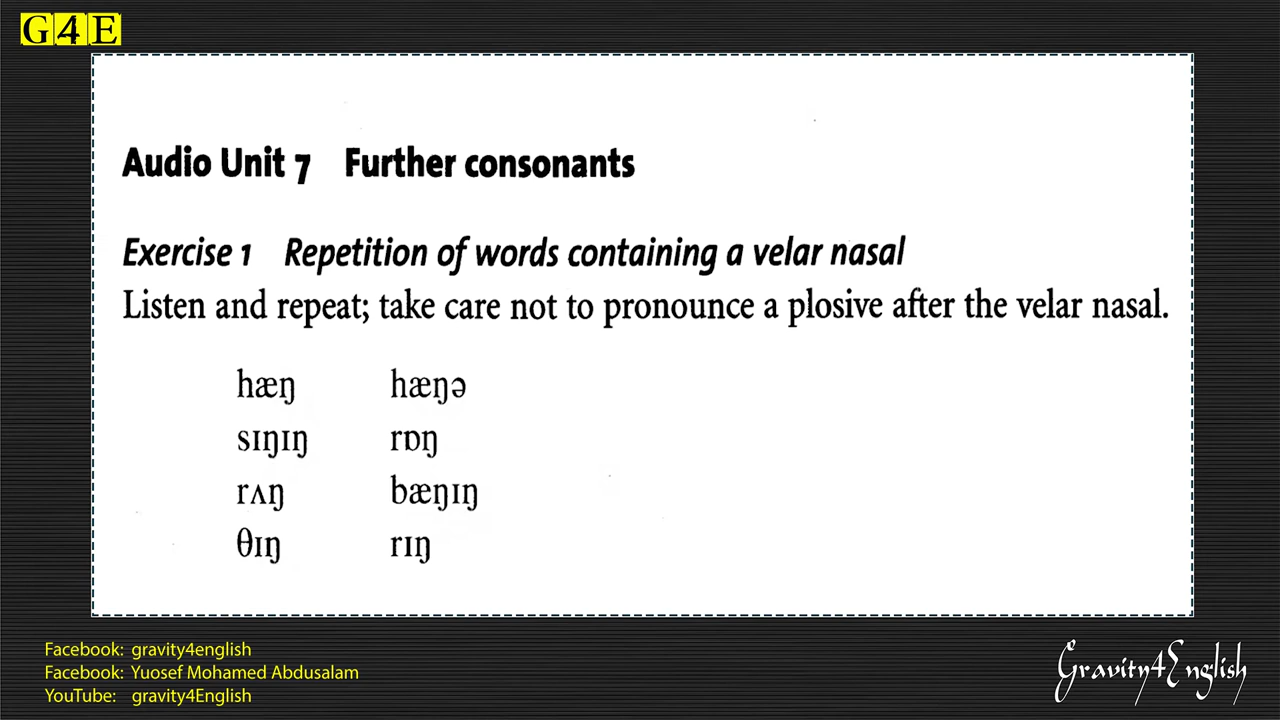 G4E
Audio Unit 7 Further consonants
Exercise 1 Repetition of words containing a velar nasal
Listen and repeat; take care not to pronounce a plosive after the velar nasal.
hæŋ hæŋə
sɪŋɪŋ rɒŋ
rʌŋ bæŋɪŋ
θɪŋ rɪŋ
Facebook: gravity4english
Facebook: Yuosef Mohamed Abdusalam
YouTube: gravity4English
Gravity4English